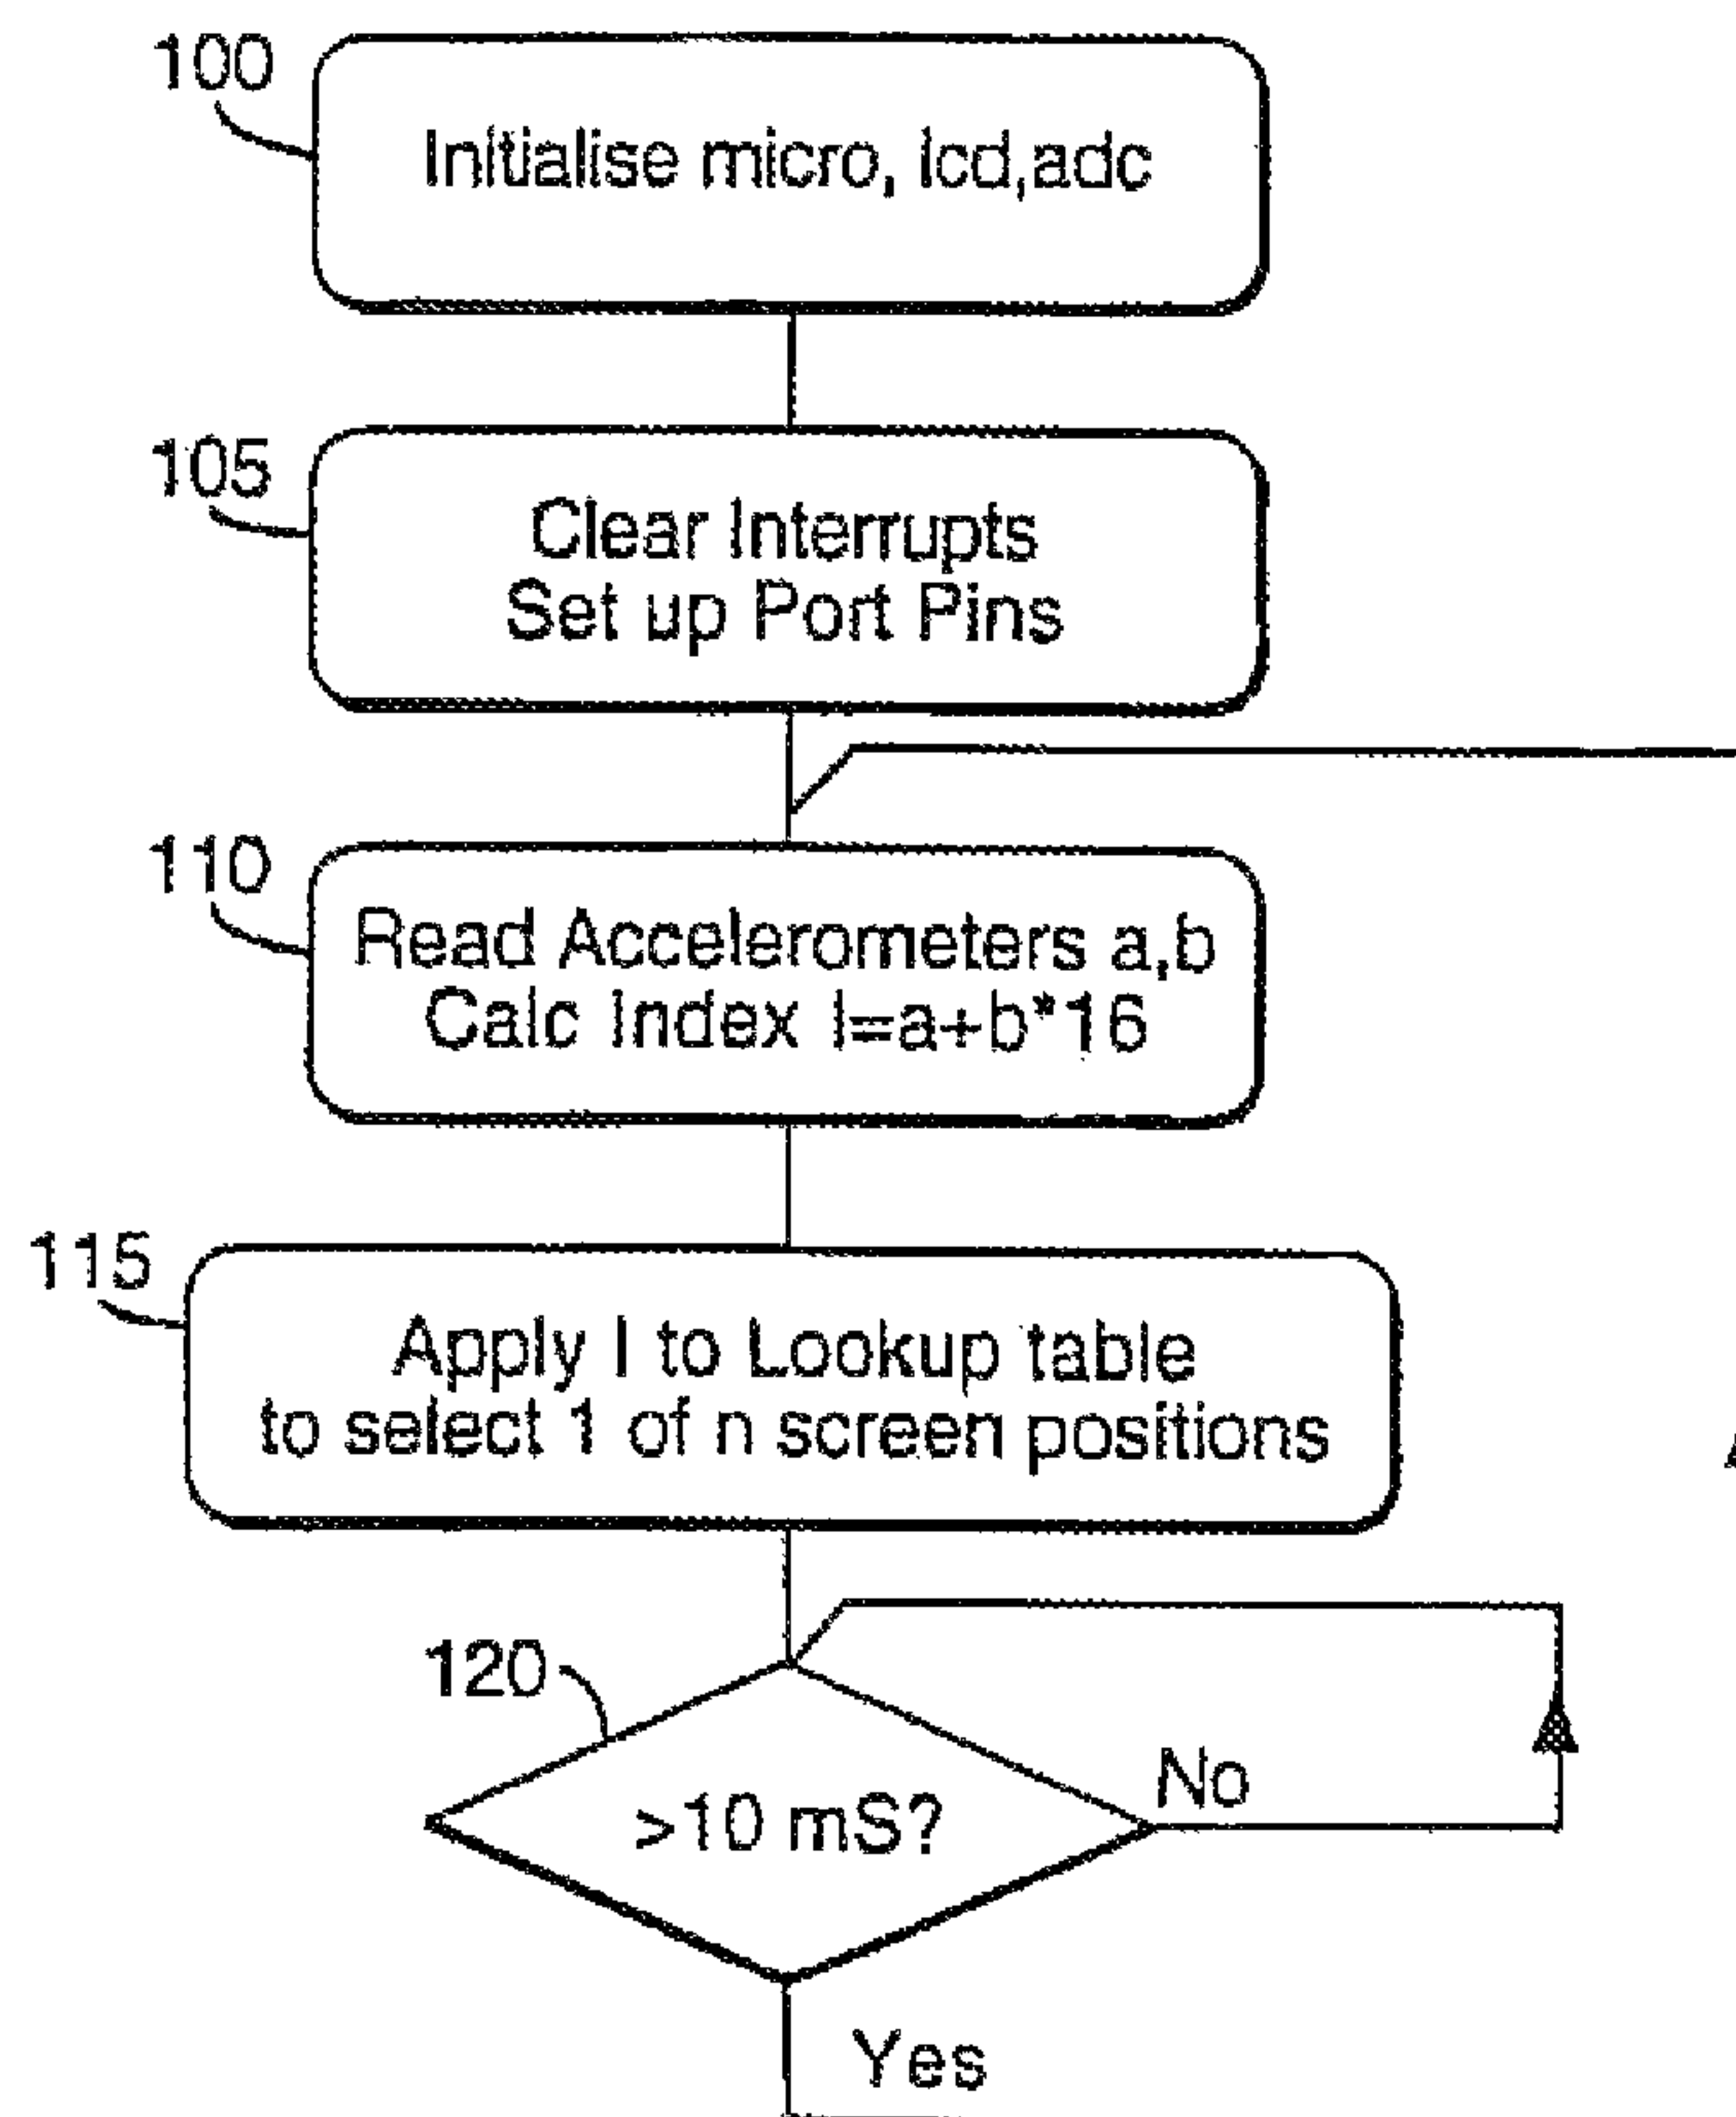 100
Initialise micro, lcd,adc
105
Clear Interrupts
Set up Port Pins
110
Read Accelerometers a,b
Calc Index I=a+b*16
115
Apply I to Lookup table
to select 1 of n screen positions
120
>10 mS?
No
Yes